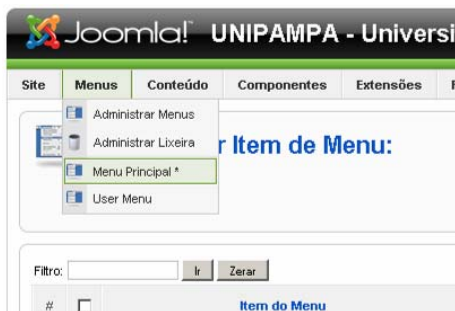 Joomla! UNIPAMPA - Universi
Site Menus Conteúdo Componentes Extensões
Administrar Menus
Administrar Lixeira
r Item de Menu:
Menu Principal *
User Menu
Filtro: Ir Zerar
# Item do Menu